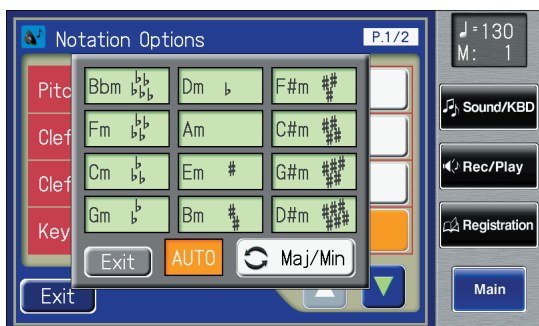 Notation Options P.1/2
♩=130
M: 1
Pitc
Bbm ♭♭♭♭♭ Dm ♭ F#m ###
Clef
Fm ♭♭♭♭ Am C#m ####
Clef
Cm ♭♭♭ Em # G#m #####
Key
Gm ♭♭ Bm ## D#m ######
Exit AUTO Maj/Min
Exit
Sound/KBD
Rec/Play
Registration
Main